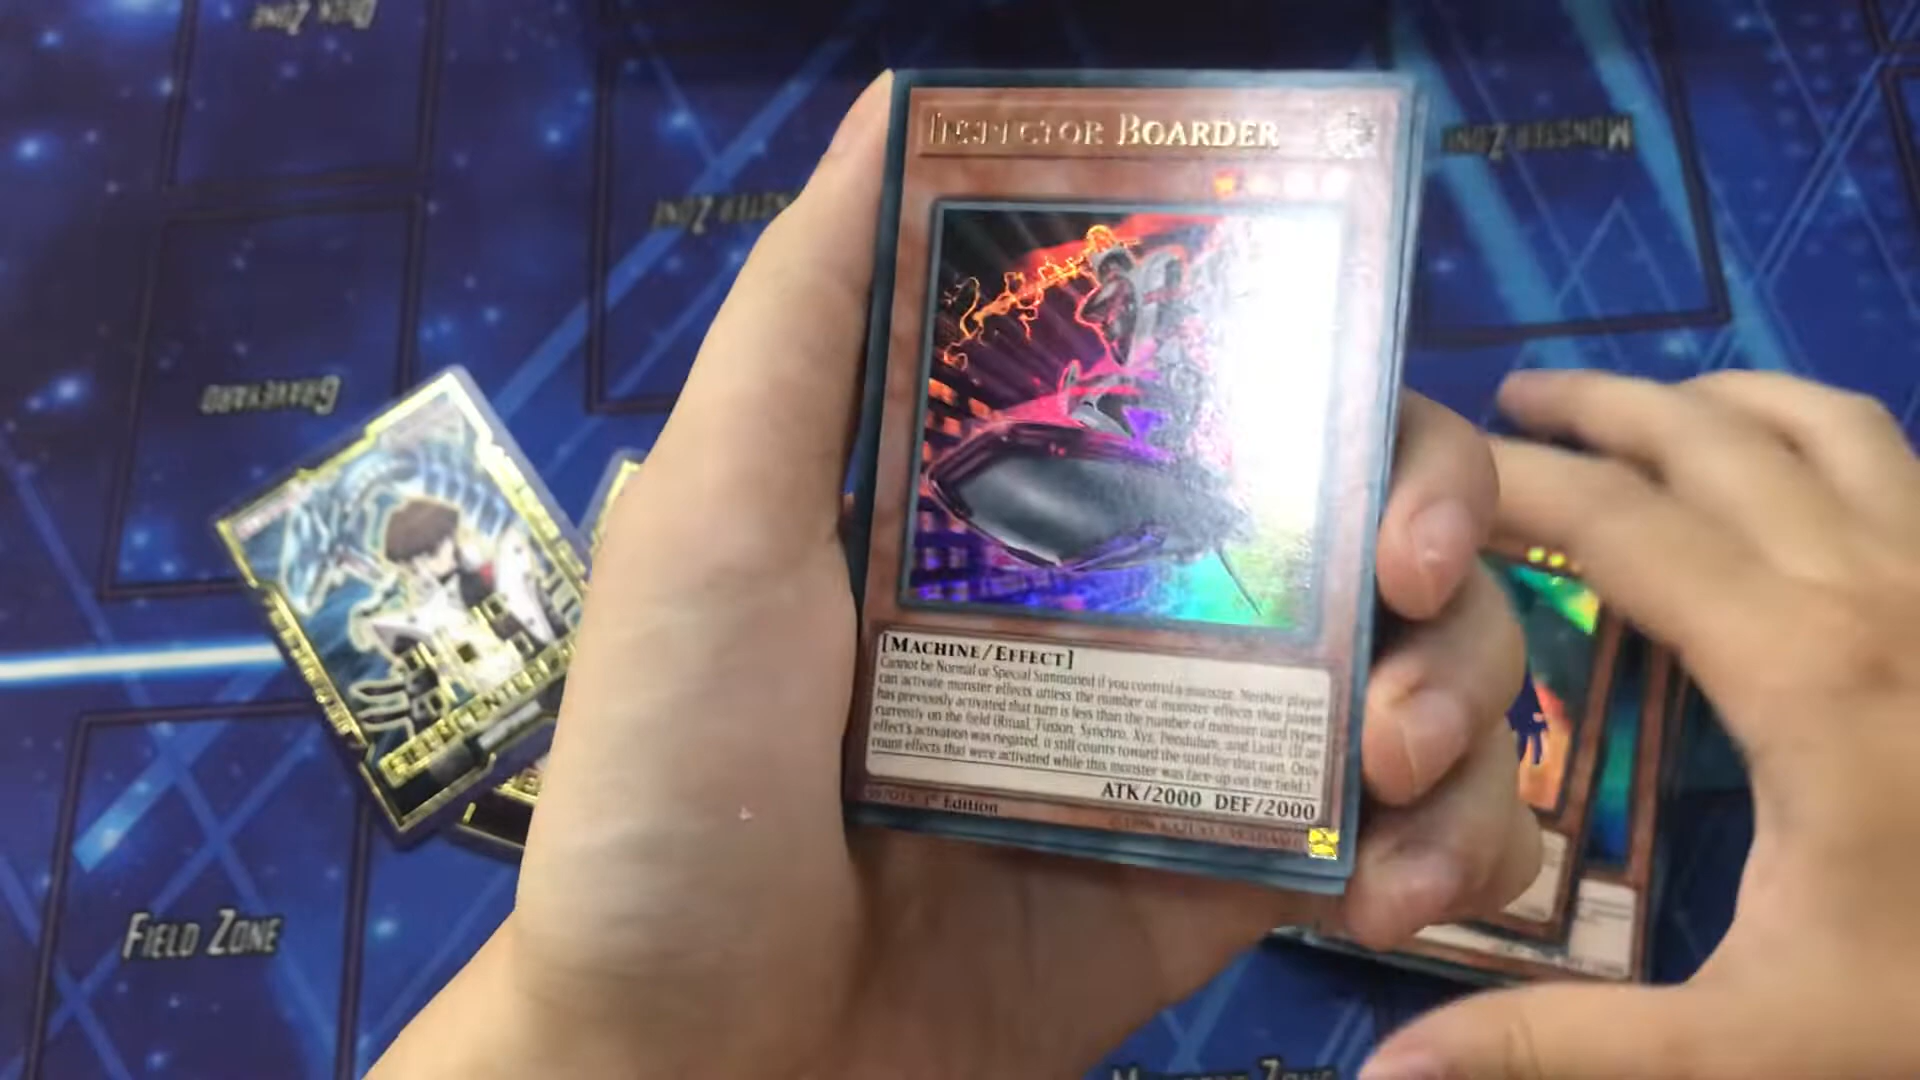 DECK ZONE
MONSTER ZONE
MONSTER ZONE
GRAVEYARD
INSPECTOR BOARDER
[MACHINE/EFFECT]
Cannot be Normal or Special Summoned if you control a monster. Neither player
can activate monster effects unless the number of monster effects that player
has previously activated that turn is less than the number of monster card types
currently on the field (Ritual, Fusion, Synchro, Xyz, Pendulum, and Link). (If an
effect's activation was negated, it still counts toward the total for that turn. Only
count effects that were activated while this monster was face-up on the field.)
ATK/2000 DEF/2000
1st Edition
FIELD ZONE
MONSTER ZONE